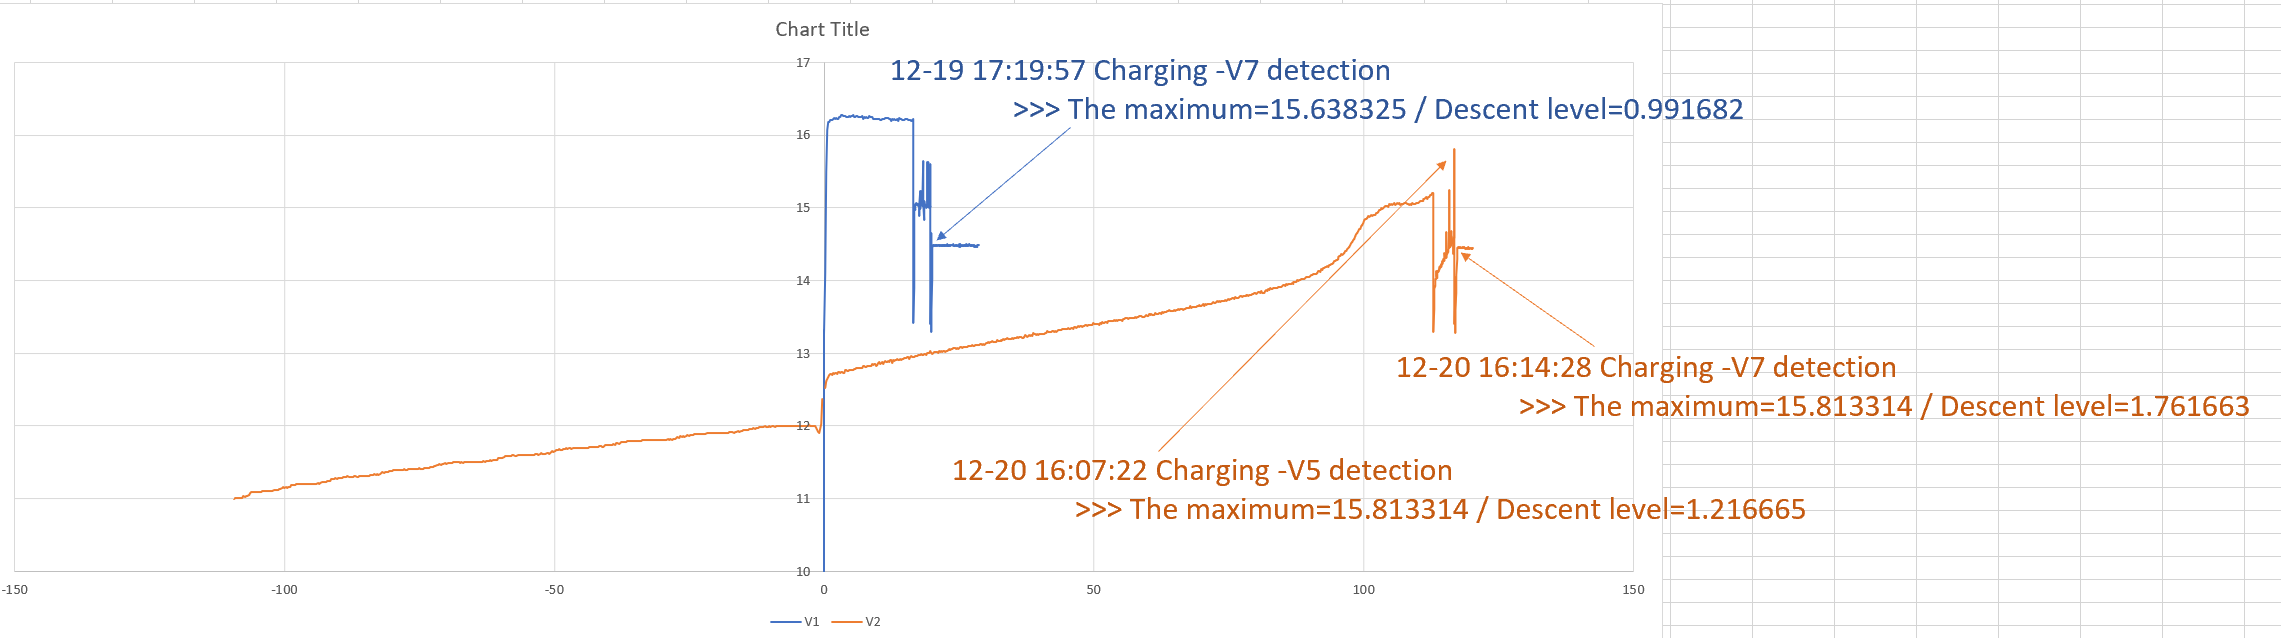 Chart Title
17
12-19 17:19:57 Charging -V7 detection
>>> The maximum=15.638325 / Descent level=0.991682
16
15
14
13
12-20 16:14:28 Charging -V7 detection
>>> The maximum=15.813314 / Descent level=1.761663
12
12-20 16:07:22 Charging -V5 detection
11
>>> The maximum=15.813314 / Descent level=1.216665
10
-150 -100 -50 0 50 100 150
V1 V2